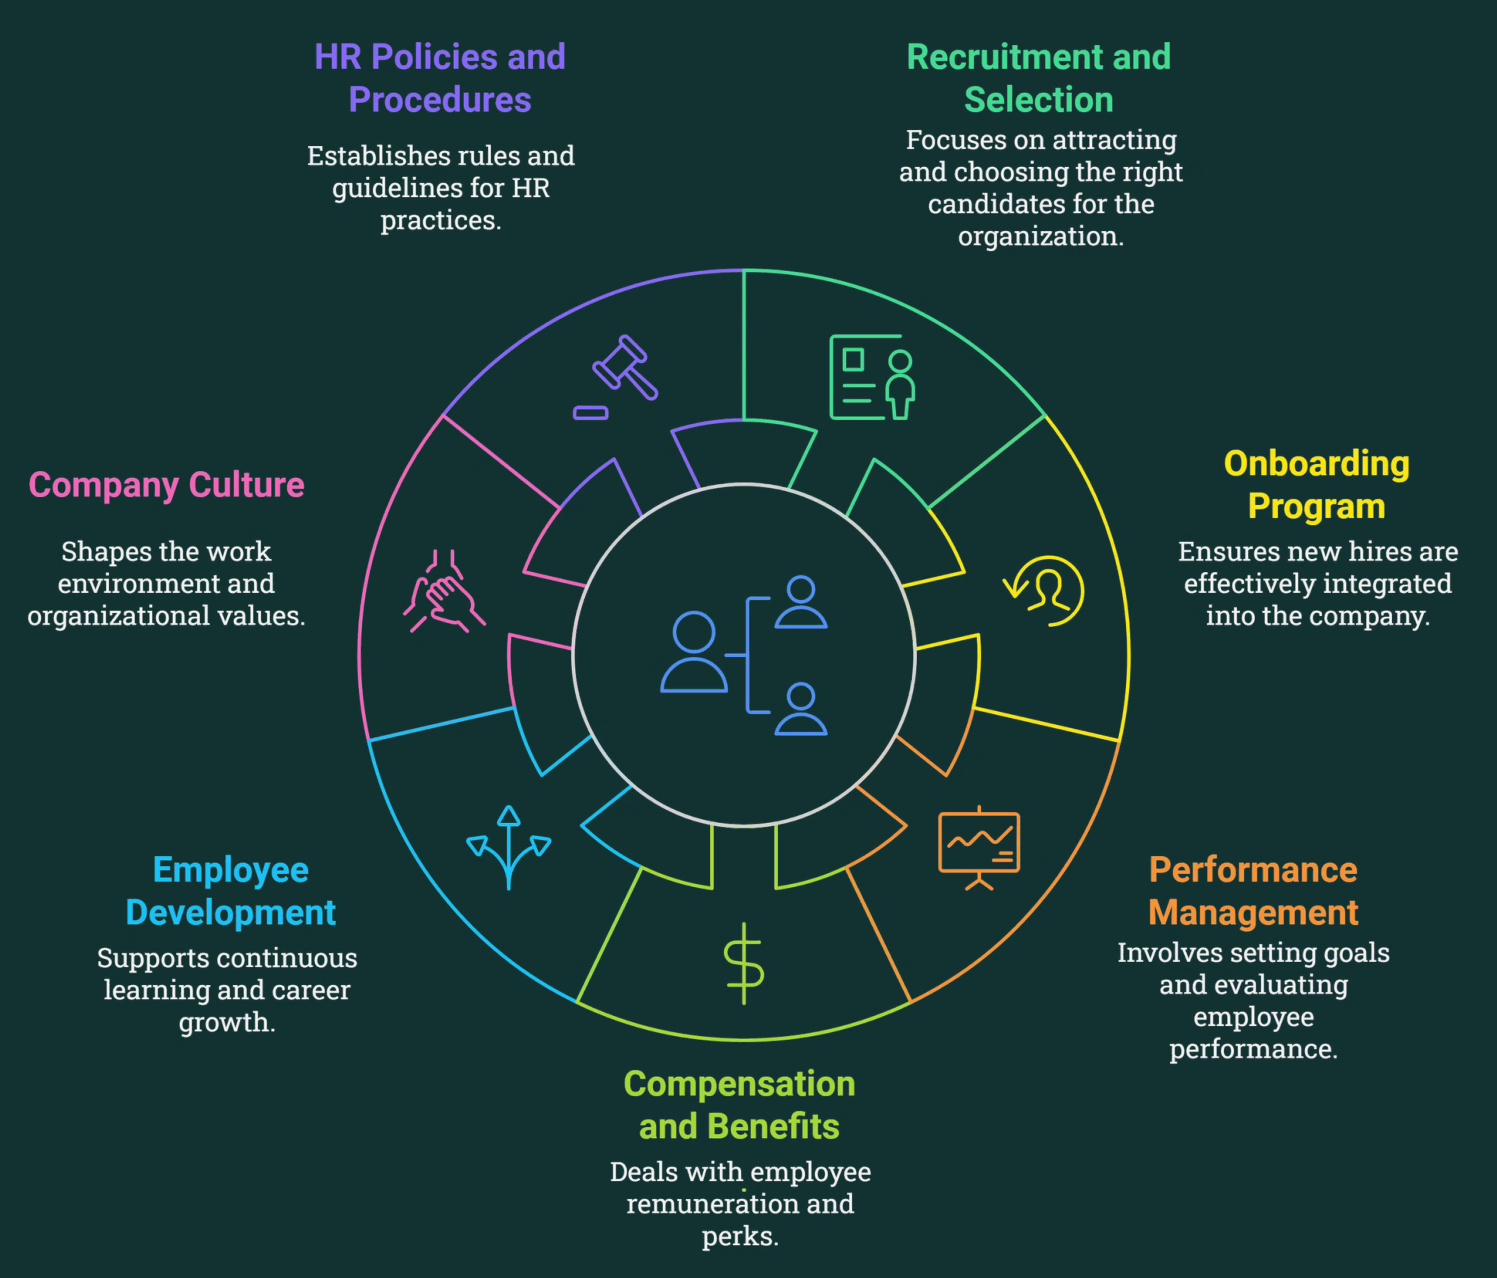 HR Policies and
Procedures
Establishes rules and
guidelines for HR
practices.
Recruitment and
Selection
Focuses on attracting
and choosing the right
candidates for the
organization.
Onboarding
Program
Ensures new hires are
effectively integrated
into the company.
Performance
Management
Involves setting goals
and evaluating
employee
performance.
Compensation
and Benefits
Deals with employee
remuneration and
perks.
Employee
Development
Supports continuous
learning and career
growth.
Company Culture
Shapes the work
environment and
organizational values.
$